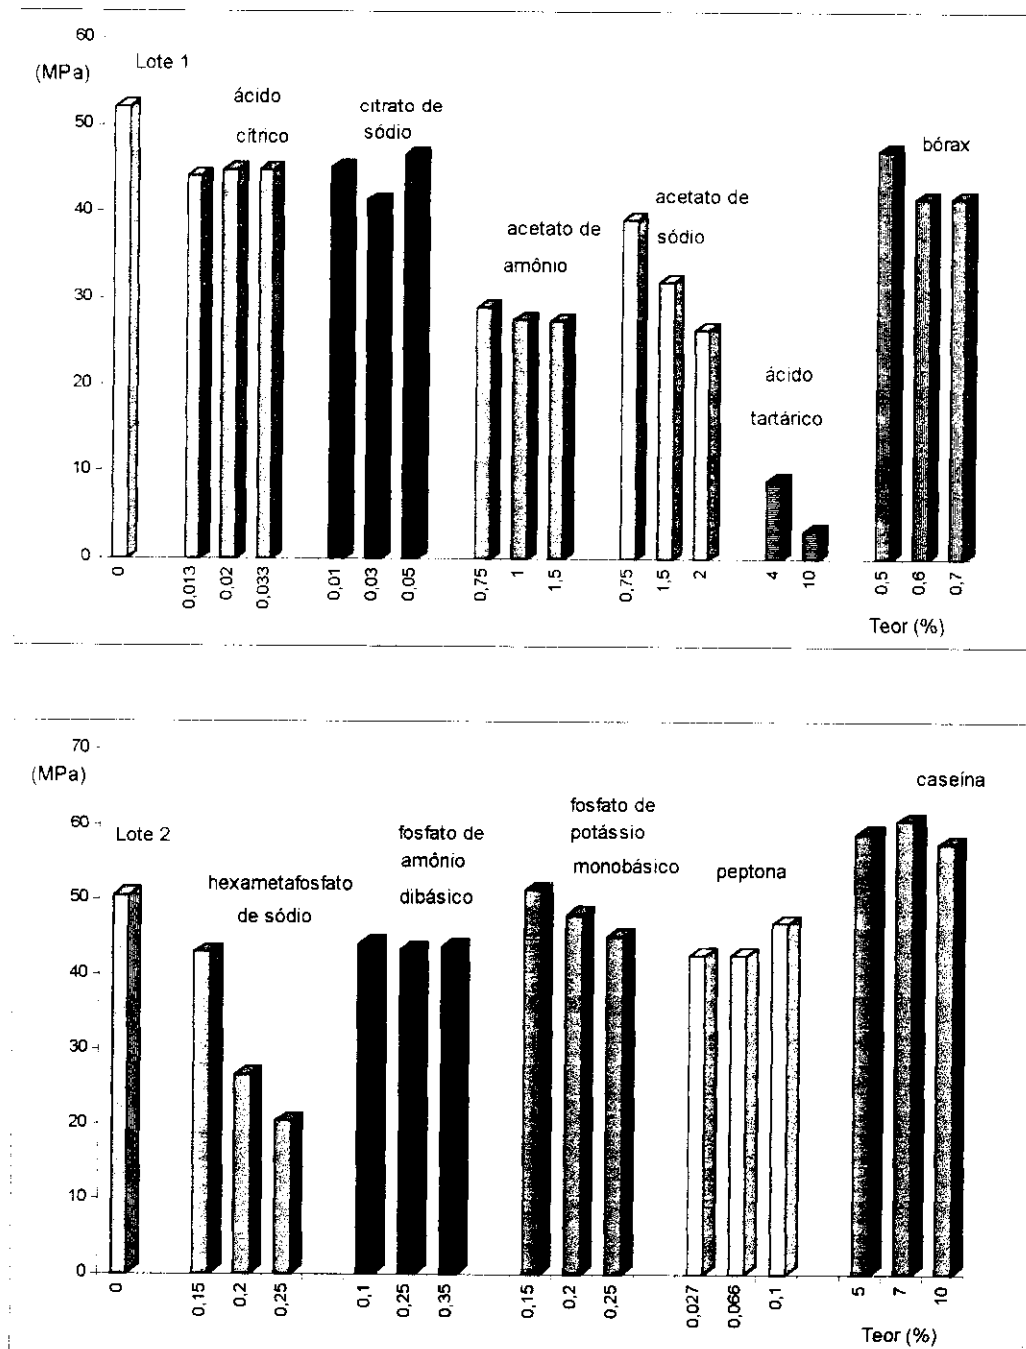 60
(MPa)
Lote 1
50
40
30
20
10
0
ácido
cítrico
citrato de
sódio
acetato de
amônio
acetato de
sódio
ácido
tartárico
bórax
0
0,013
0,02
0,033
0,01
0,03
0,05
0,75
1
1,5
0,75
1,5
2
4
10
0,5
0,6
0,7
Teor (%)
70
(MPa)
60
Lote 2
50
40
30
20
10
0
hexametafosfato
de sódio
fosfato de
amônio
dibásico
fosfato de
potássio
monobásico
peptona
caseína
0
0,15
0,2
0,25
0,1
0,25
0,35
0,15
0,2
0,25
0,027
0,066
0,1
5
7
10
Teor (%)